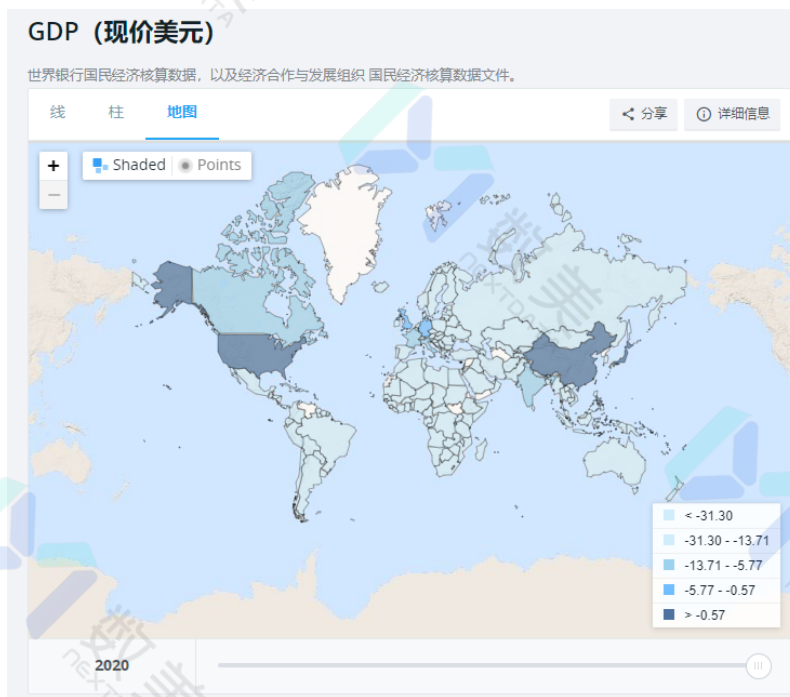 GDP（现价美元）
世界银行国民经济核算数据，以及经济合作与发展组织 国民经济核算数据文件。
线 柱 地图 分享 详细信息
+ Shaded Points
−
< -31.30
-31.30 - -13.71
-13.71 - -5.77
-5.77 - -0.57
> -0.57
2020
数美
NEXTDATA